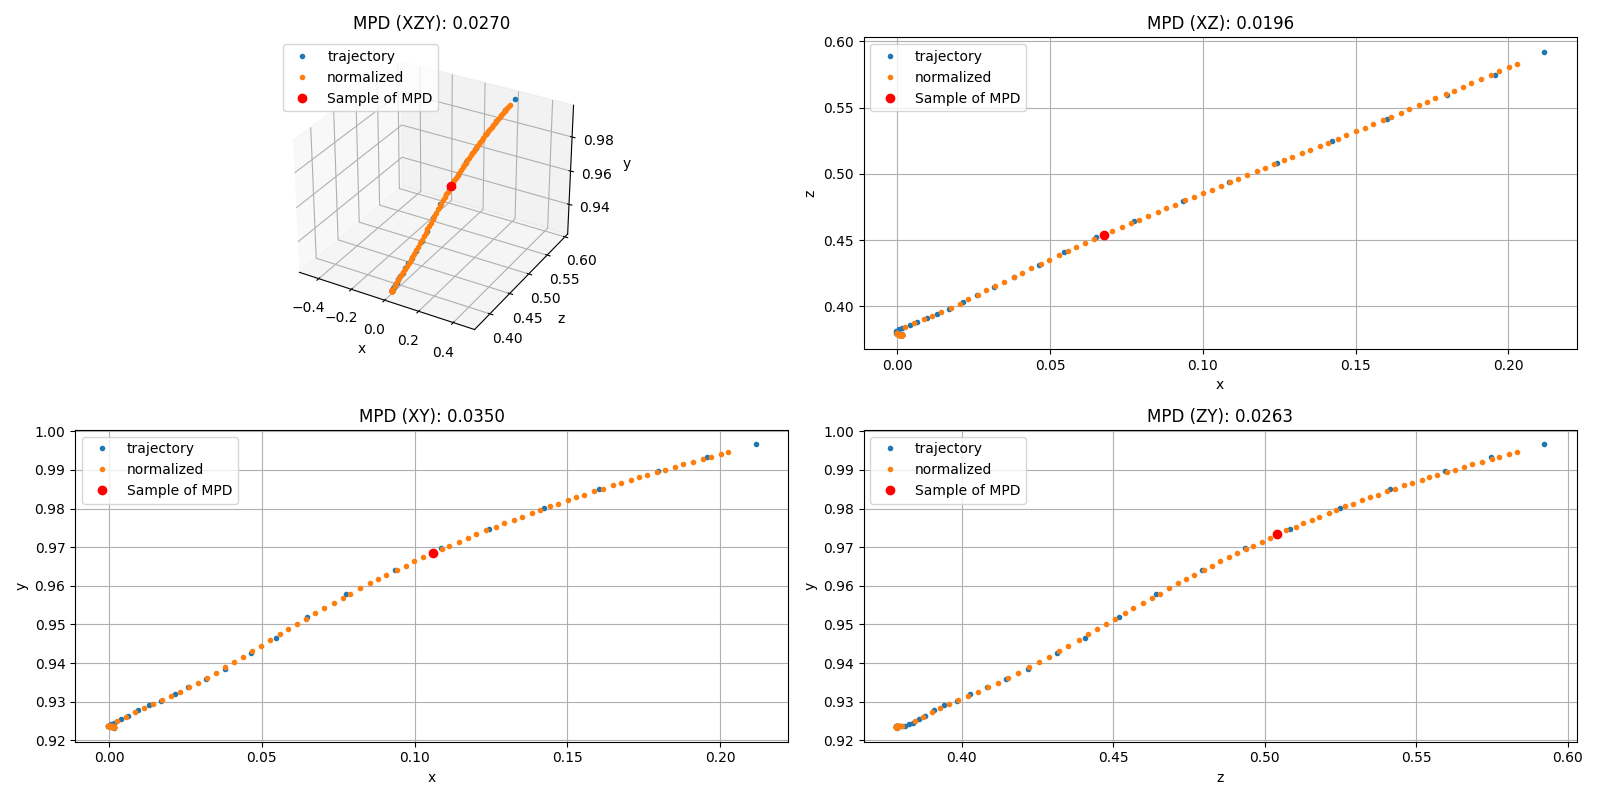 MPD (XZY): 0.0270
trajectory
normalized
Sample of MPD
0.98
0.96
0.94
y
0.60
0.55
0.50
0.45
0.40
z
−0.4
−0.2
0.0
0.2
0.4
x
MPD (XZ): 0.0196
trajectory
normalized
Sample of MPD
0.60
0.55
0.50
0.45
0.40
z
0.00 0.05 0.10 0.15 0.20
x
MPD (XY): 0.0350
trajectory
normalized
Sample of MPD
1.00
0.99
0.98
0.97
0.96
0.95
0.94
0.93
0.92
y
0.00 0.05 0.10 0.15 0.20
x
MPD (ZY): 0.0263
trajectory
normalized
Sample of MPD
1.00
0.99
0.98
0.97
0.96
0.95
0.94
0.93
0.92
y
0.40 0.45 0.50 0.55 0.60
z